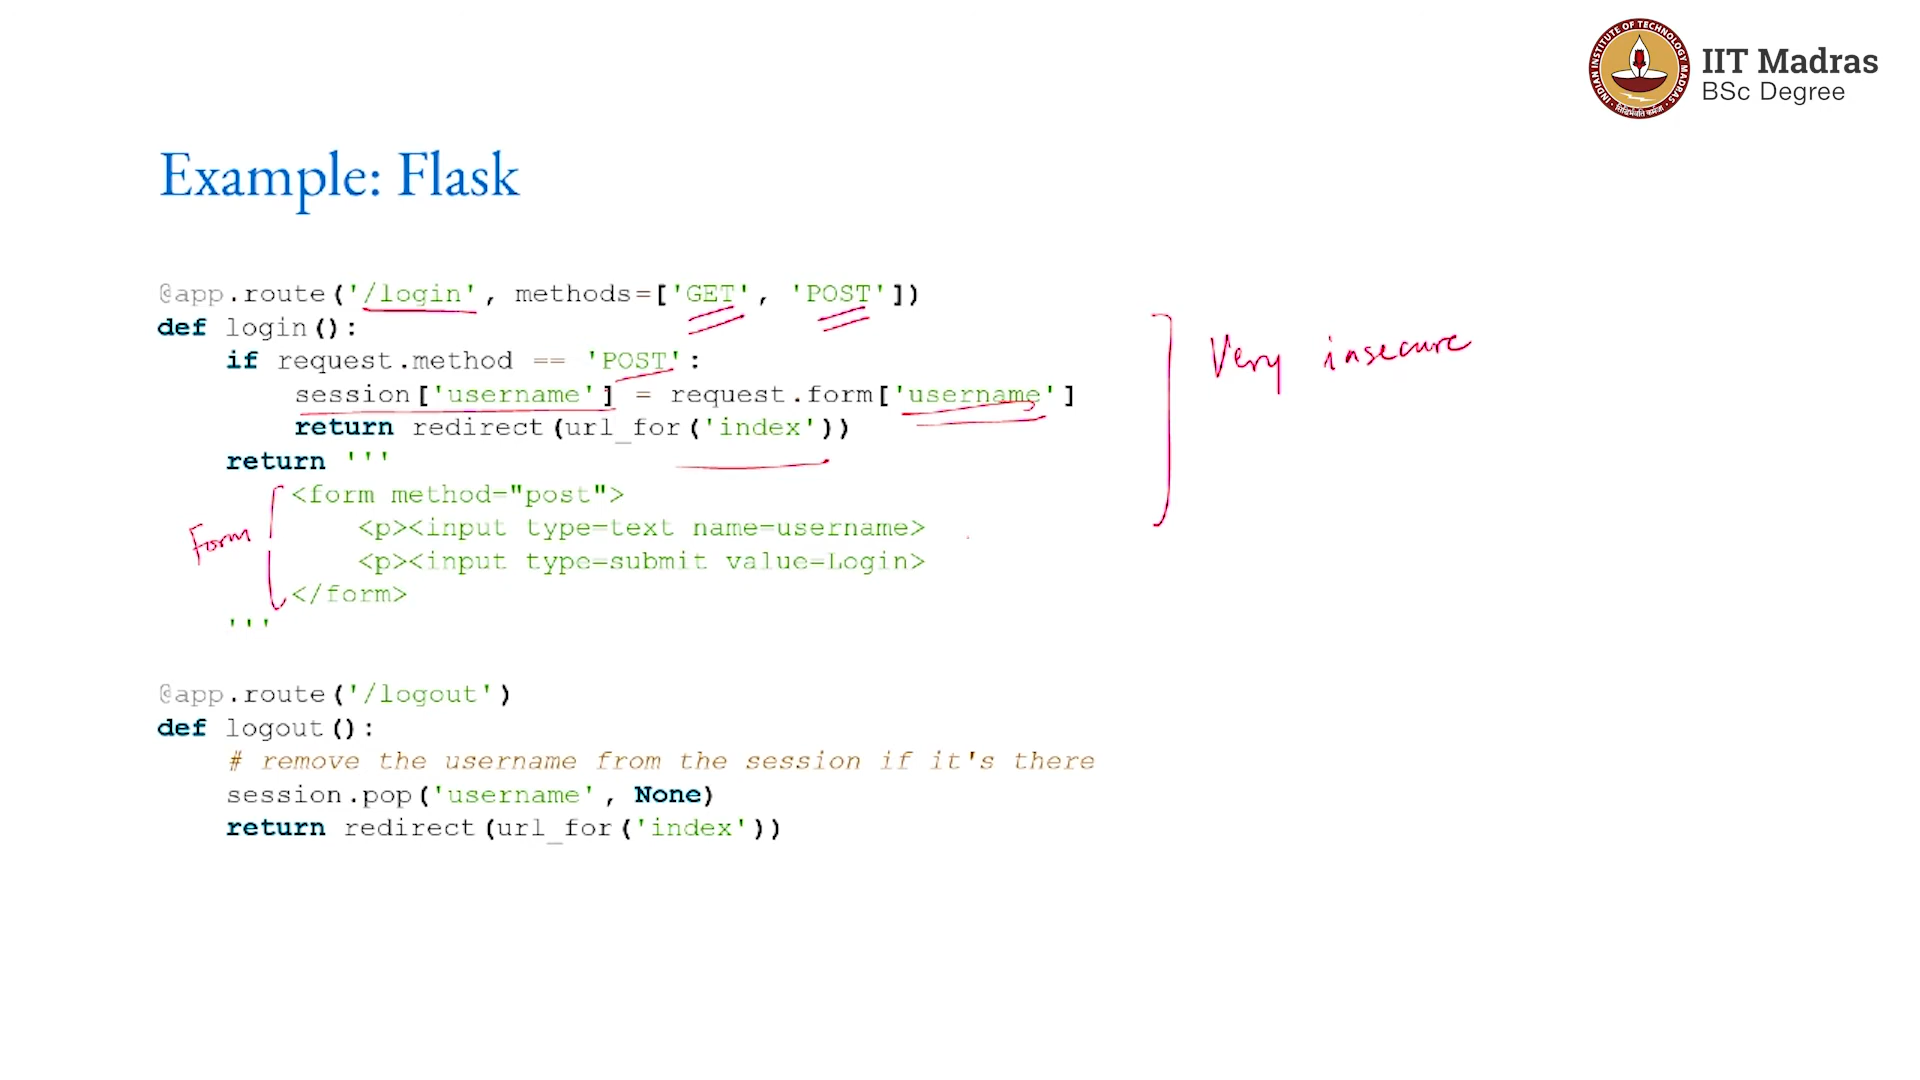 IIT Madras
BSc Degree
Example: Flask
@app.route('/login', methods=['GET', 'POST'])
def login():
    if request.method == 'POST':
        session['username'] = request.form['username']
        return redirect(url_for('index'))
    return '''
        <form method="post">
            <p><input type=text name=username>
            <p><input type=submit value=Login>
        </form>
    '''
Very insecure
Form
@app.route('/logout')
def logout():
    # remove the username from the session if it's there
    session.pop('username', None)
    return redirect(url_for('index'))